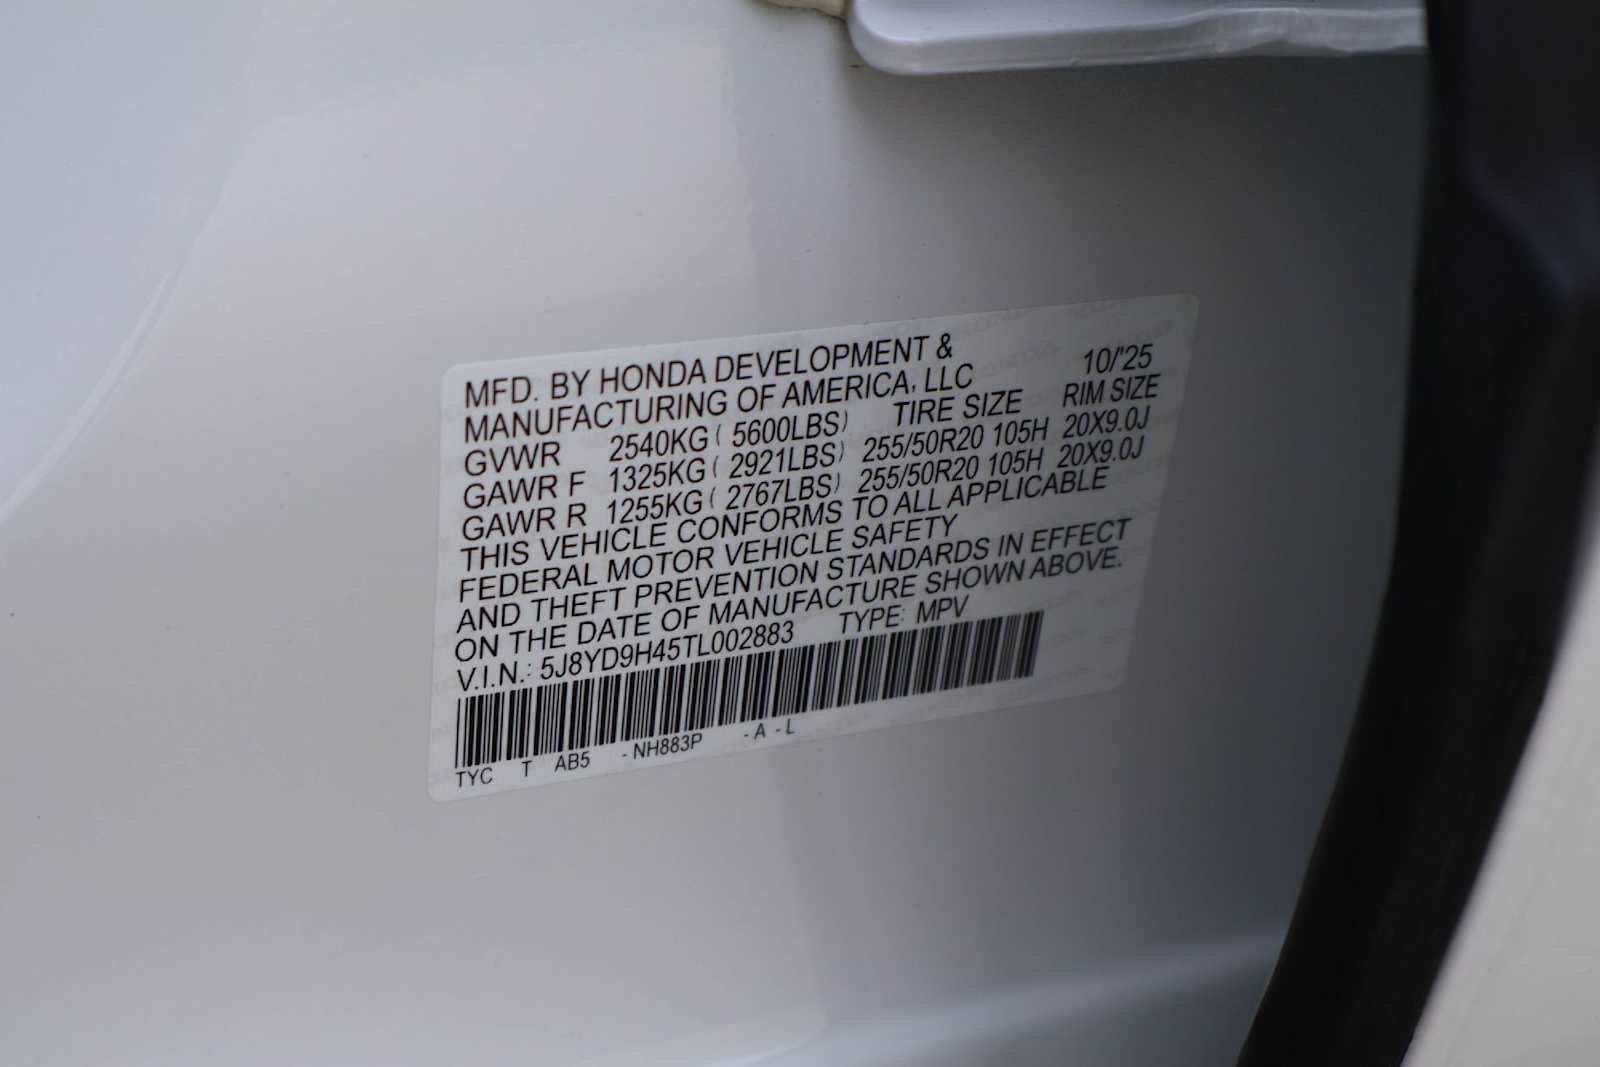 MFD. BY HONDA DEVELOPMENT &
MANUFACTURING OF AMERICA, LLC 10/'25
GVWR 2540KG ( 5600LBS) TIRE SIZE RIM SIZE
GAWR F 1325KG ( 2921LBS) 255/50R20 105H 20X9.0J
GAWR R 1255KG ( 2767LBS) 255/50R20 105H 20X9.0J
THIS VEHICLE CONFORMS TO ALL APPLICABLE
FEDERAL MOTOR VEHICLE SAFETY
AND THEFT PREVENTION STANDARDS IN EFFECT
ON THE DATE OF MANUFACTURE SHOWN ABOVE.
V.I.N.: 5J8YD9H45TL002883 TYPE: MPV
TYC T AB5 -NH883P -A -L